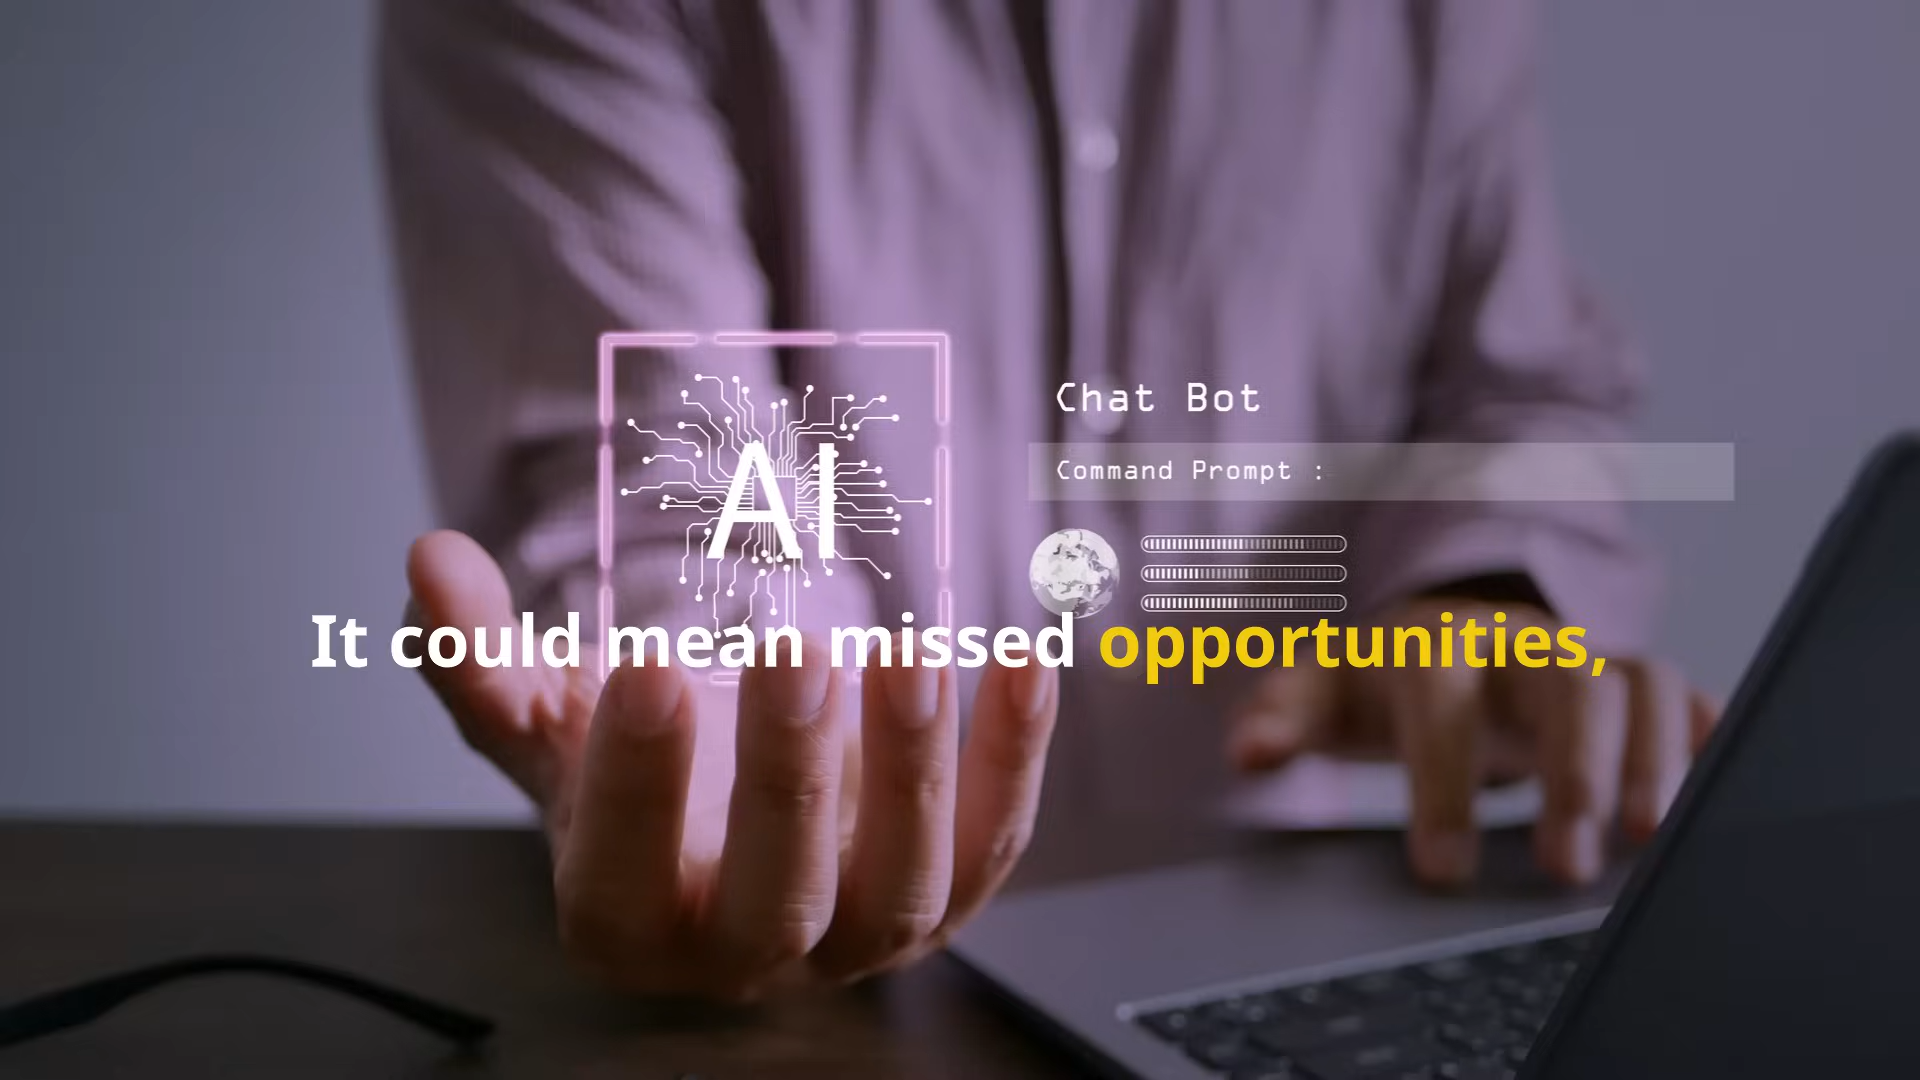 Chat Bot
Command Prompt :
AI
It could mean missed opportunities,